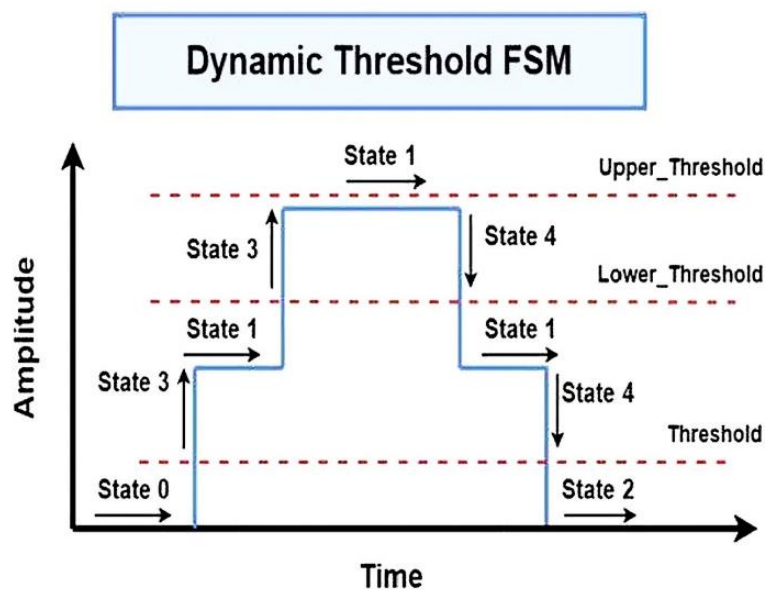 Dynamic Threshold FSM
State 1
Upper_Threshold
State 3
State 4
Lower_Threshold
State 1
State 1
State 3
State 4
Threshold
State 0
State 2
Amplitude
Time